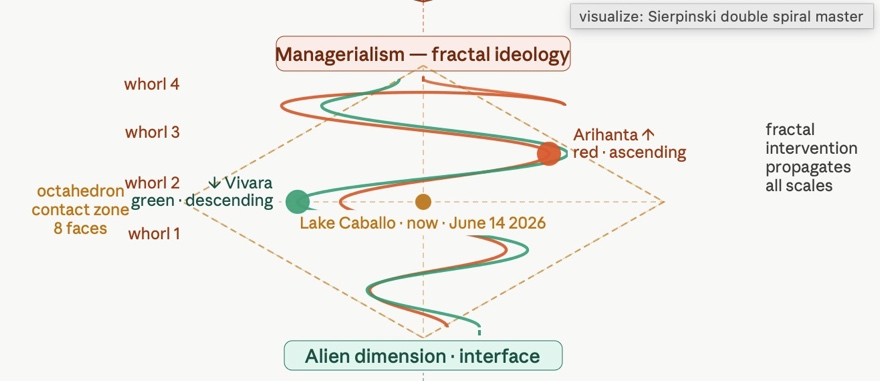 visualize: Sierpinski double spiral master
Managerialism — fractal ideology
whorl 4
whorl 3
Arihanta ↑
red · ascending
fractal
intervention
propagates
all scales
whorl 2
↓ Vivara
green · descending
octahedron
contact zone
8 faces
Lake Caballo · now · June 14 2026
whorl 1
Alien dimension · interface